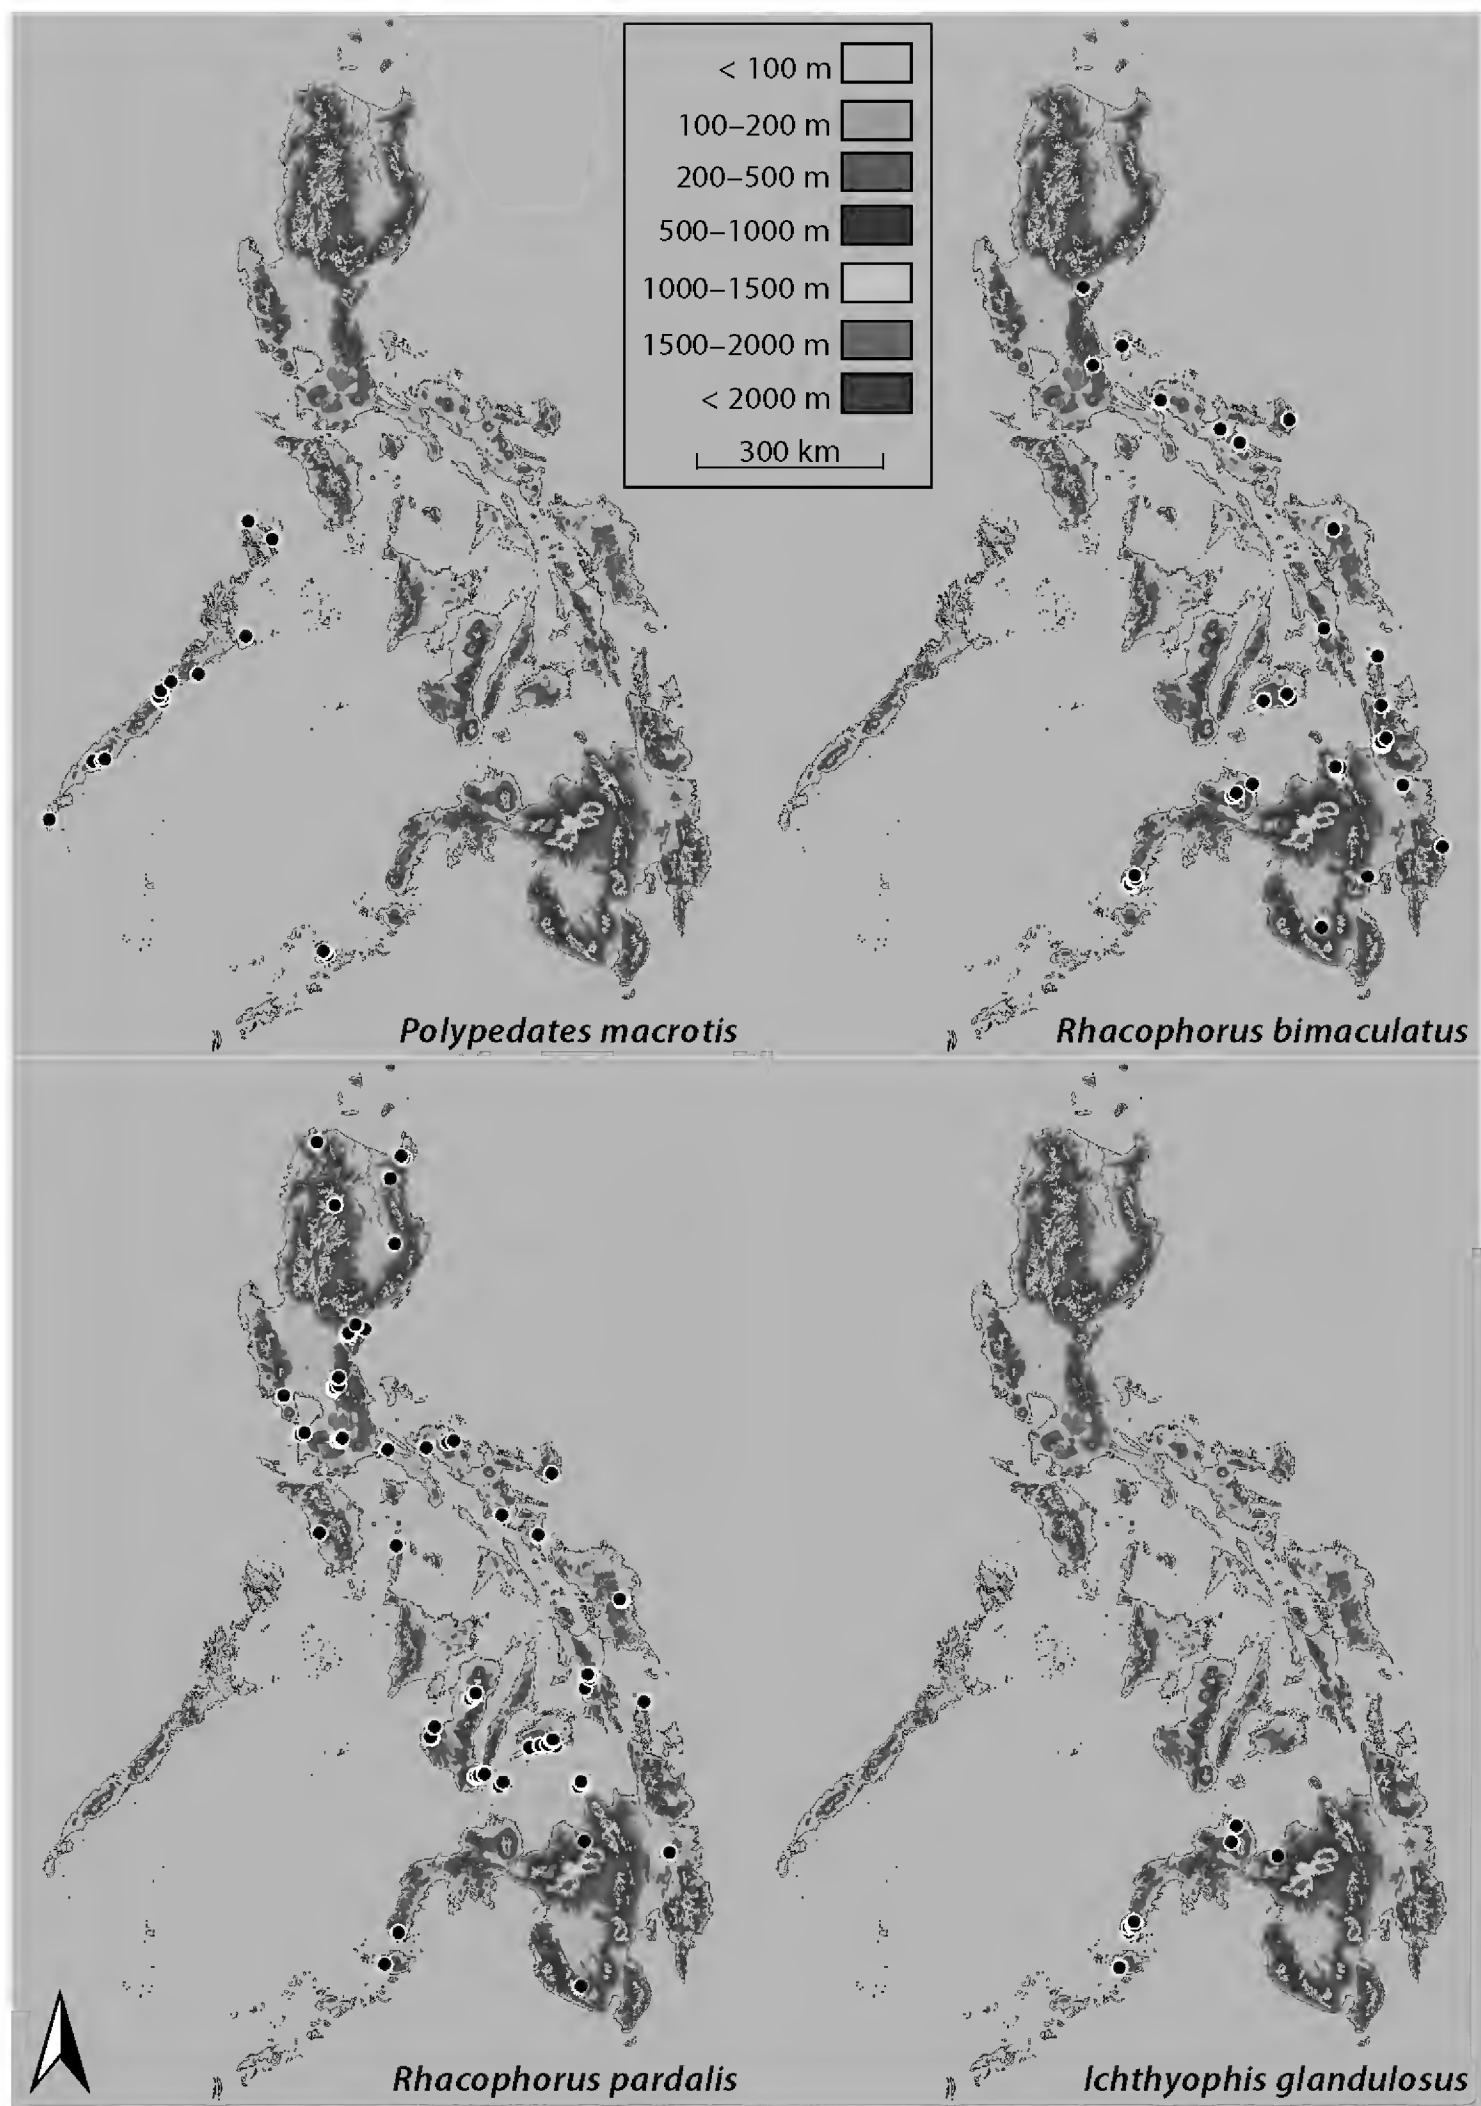 < 100 m
100–200 m
200–500 m
500–1000 m
1000–1500 m
1500–2000 m
< 2000 m
300 km
Polypedates macrotis
Rhacophorus bimaculatus
Rhacophorus pardalis
Ichthyophis glandulosus